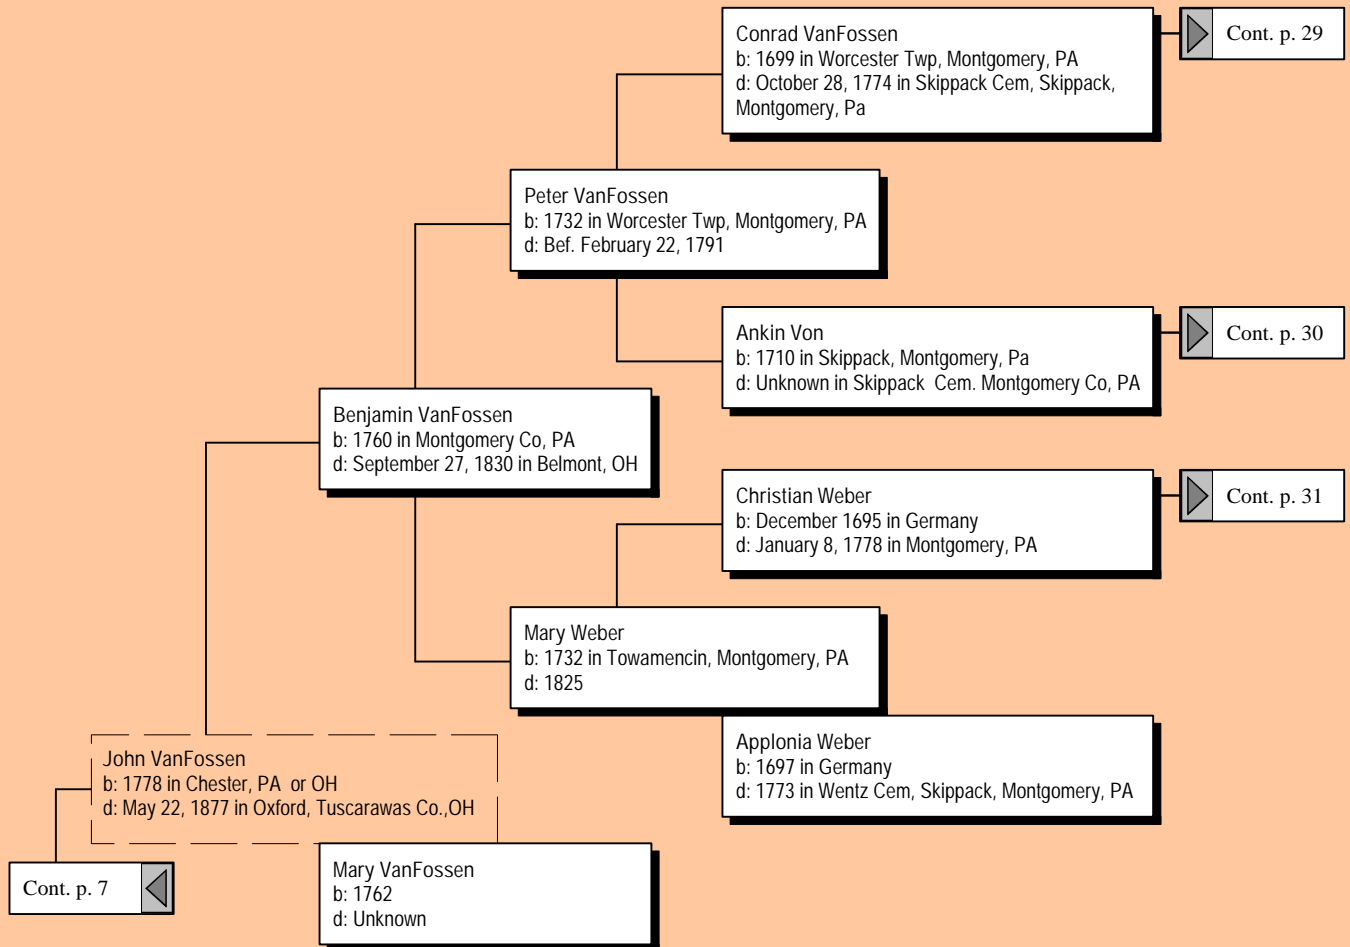 Conrad VanFossen
b: 1699 in Worcester Twp, Montgomery, PA
d: October 28, 1774 in Skippack Cem, Skippack,
Montgomery, Pa
Cont. p. 29
Peter VanFossen
b: 1732 in Worcester Twp, Montgomery, PA
d: Bef. February 22, 1791
Ankin Von
b: 1710 in Skippack, Montgomery, Pa
d: Unknown in Skippack  Cem. Montgomery Co, PA
Cont. p. 30
Benjamin VanFossen
b: 1760 in Montgomery Co, PA
d: September 27, 1830 in Belmont, OH
Christian Weber
b: December 1695 in Germany
d: January 8, 1778 in Montgomery, PA
Cont. p. 31
Mary Weber
b: 1732 in Towamencin, Montgomery, PA
d: 1825
Applonia Weber
b: 1697 in Germany
d: 1773 in Wentz Cem, Skippack, Montgomery, PA
John VanFossen
b: 1778 in Chester, PA  or OH
d: May 22, 1877 in Oxford, Tuscarawas Co.,OH
Cont. p. 7
Mary VanFossen
b: 1762
d: Unknown